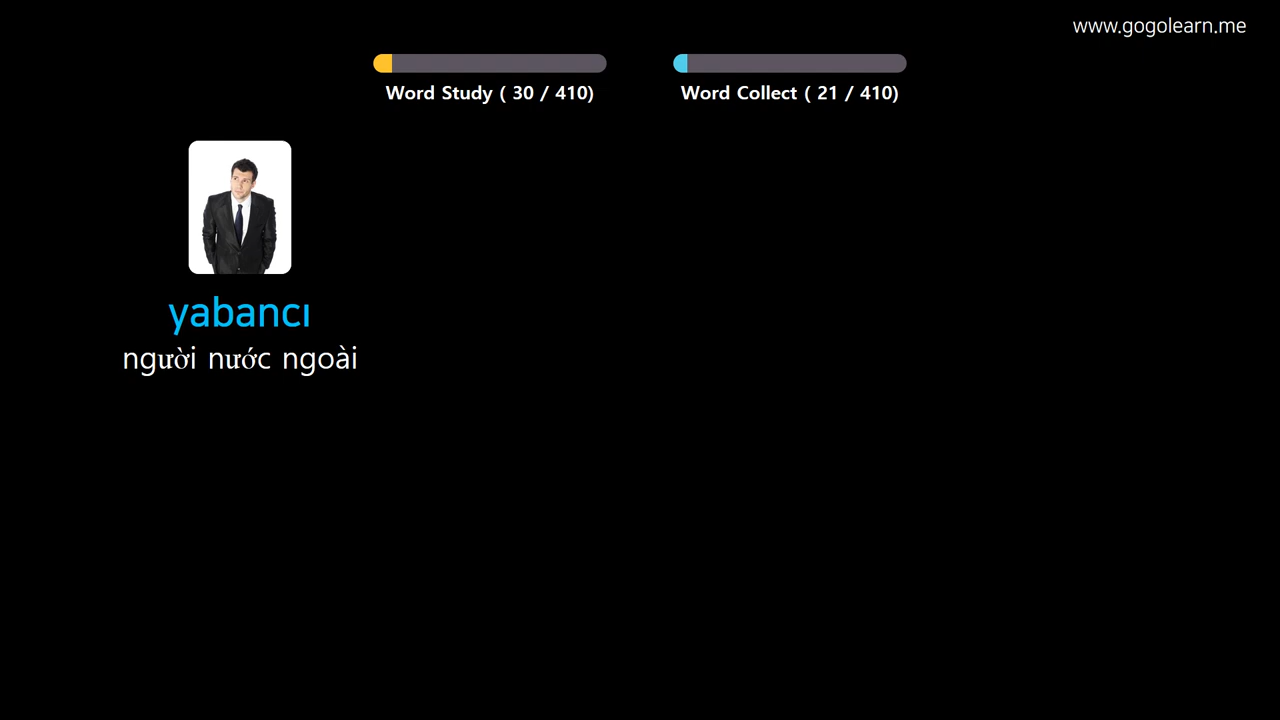 www.gogolearn.me
Word Study ( 30 / 410)
Word Collect ( 21 / 410)
yabancı
người nước ngoài